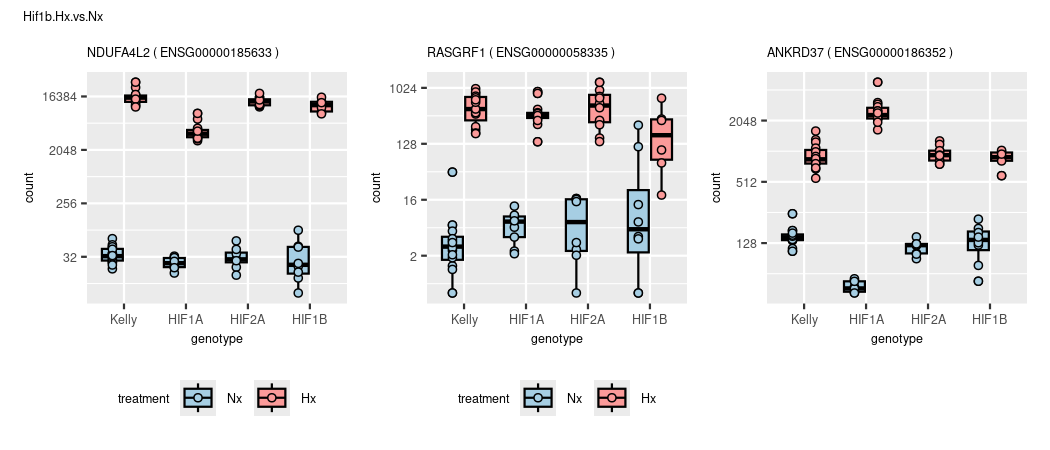 Hif1b.Hx.vs.Nx
NDUFA4L2 ( ENSG00000185633 )
16384
2048
256
32
count
Kelly HIF1A HIF2A HIF1B
genotype
RASGRF1 ( ENSG00000058335 )
1024
128
16
2
count
Kelly HIF1A HIF2A HIF1B
genotype
ANKRD37 ( ENSG00000186352 )
2048
512
128
count
Kelly HIF1A HIF2A HIF1B
genotype
treatment Nx Hx
treatment Nx Hx